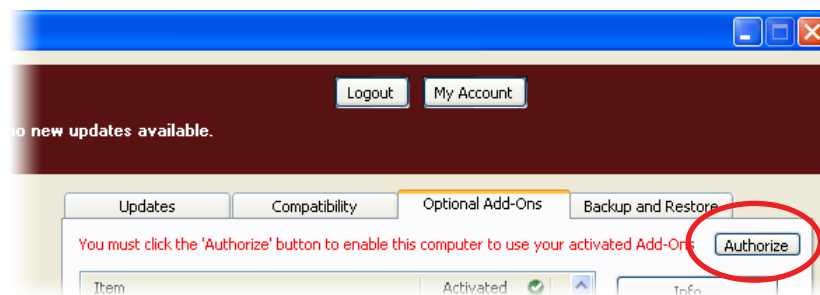 Logout My Account
no new updates available.
Updates Compatibility Optional Add-Ons Backup and Restore
You must click the 'Authorize' button to enable this computer to use your activated Add-Ons Authorize
Item Activated Info